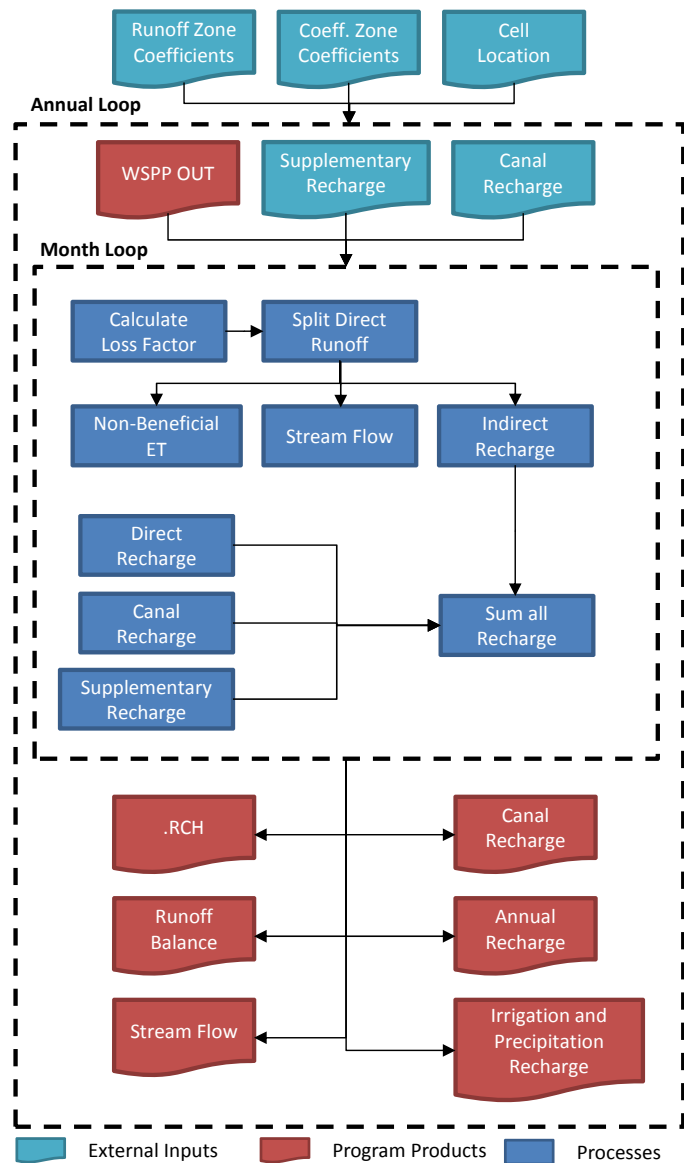 Runoff Zone
Coefficients
Coeff. Zone
Coefficients
Cell
Location
Annual Loop
WSPP OUT
Supplementary
Recharge
Canal
Recharge
Month Loop
Calculate
Loss Factor
Split Direct
Runoff
Non-Beneficial
ET
Stream Flow
Indirect
Recharge
Direct
Recharge
Canal
Recharge
Supplementary
Recharge
Sum all
Recharge
.RCH
Canal
Recharge
Runoff
Balance
Annual
Recharge
Stream Flow
Irrigation and
Precipitation
Recharge
External Inputs
Program Products
Processes